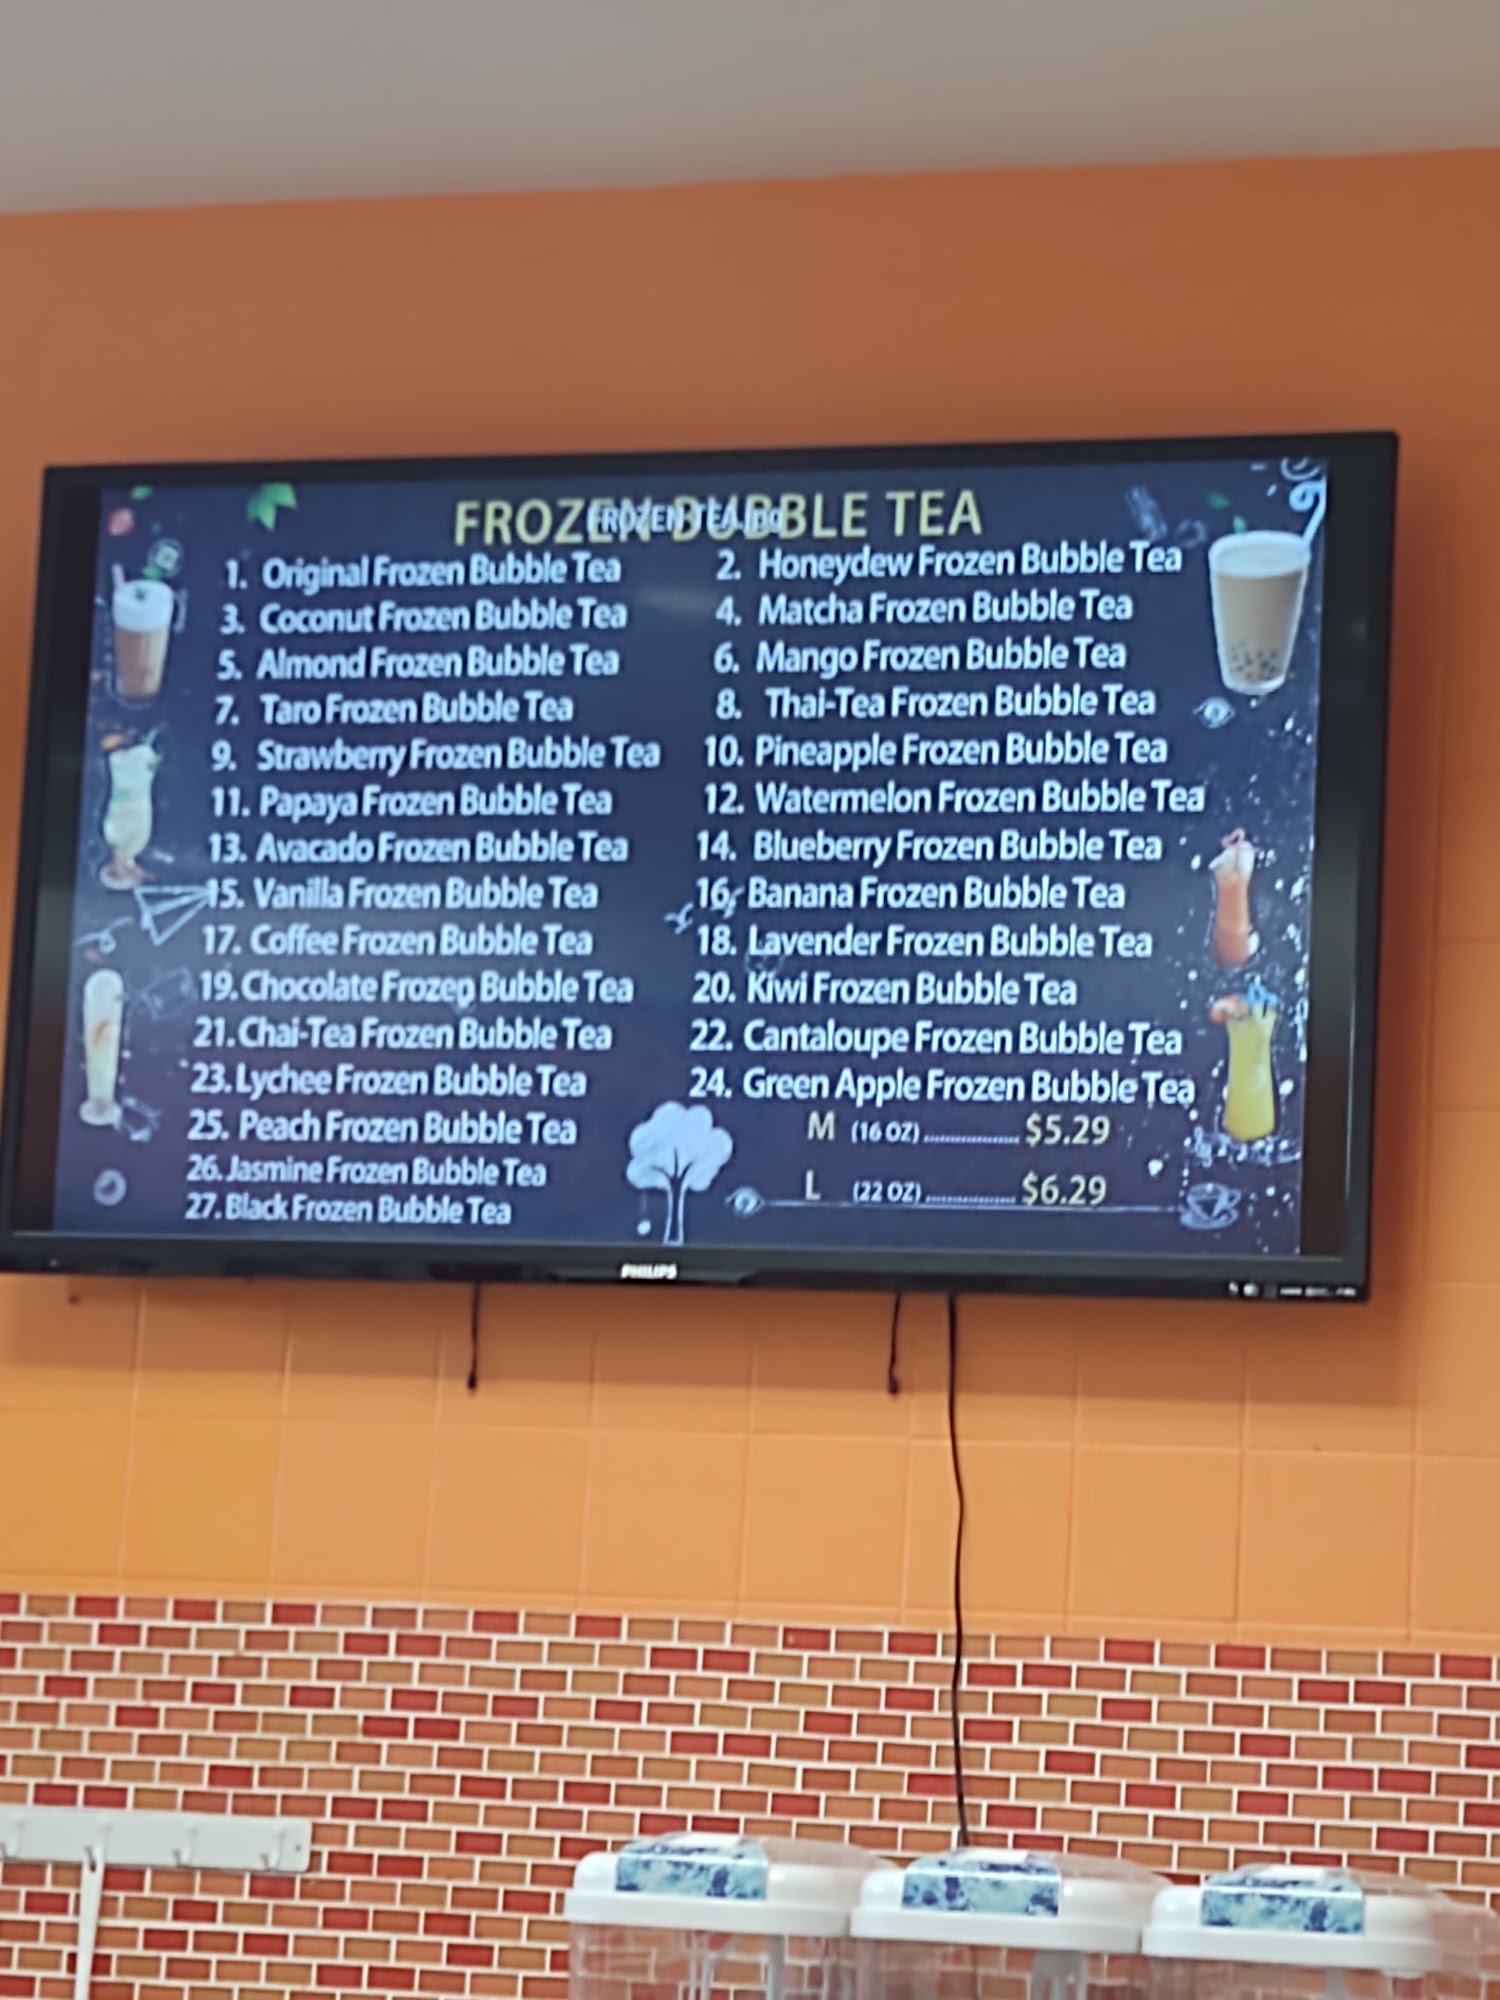 FROZEN BUBBLE TEA
FROZEN TEA.jpg
1. Original Frozen Bubble Tea
2. Honeydew Frozen Bubble Tea
3. Coconut Frozen Bubble Tea
4. Matcha Frozen Bubble Tea
5. Almond Frozen Bubble Tea
6. Mango Frozen Bubble Tea
7. Taro Frozen Bubble Tea
8. Thai-Tea Frozen Bubble Tea
9. Strawberry Frozen Bubble Tea
10. Pineapple Frozen Bubble Tea
11. Papaya Frozen Bubble Tea
12. Watermelon Frozen Bubble Tea
13. Avacado Frozen Bubble Tea
14. Blueberry Frozen Bubble Tea
15. Vanilla Frozen Bubble Tea
16. Banana Frozen Bubble Tea
17. Coffee Frozen Bubble Tea
18. Lavender Frozen Bubble Tea
19. Chocolate Frozen Bubble Tea
20. Kiwi Frozen Bubble Tea
21. Chai-Tea Frozen Bubble Tea
22. Cantaloupe Frozen Bubble Tea
23. Lychee Frozen Bubble Tea
24. Green Apple Frozen Bubble Tea
25. Peach Frozen Bubble Tea
26. Jasmine Frozen Bubble Tea
27. Black Frozen Bubble Tea
M (16 OZ)................. $5.29
L (22 OZ)................ $6.29
PHILIPS